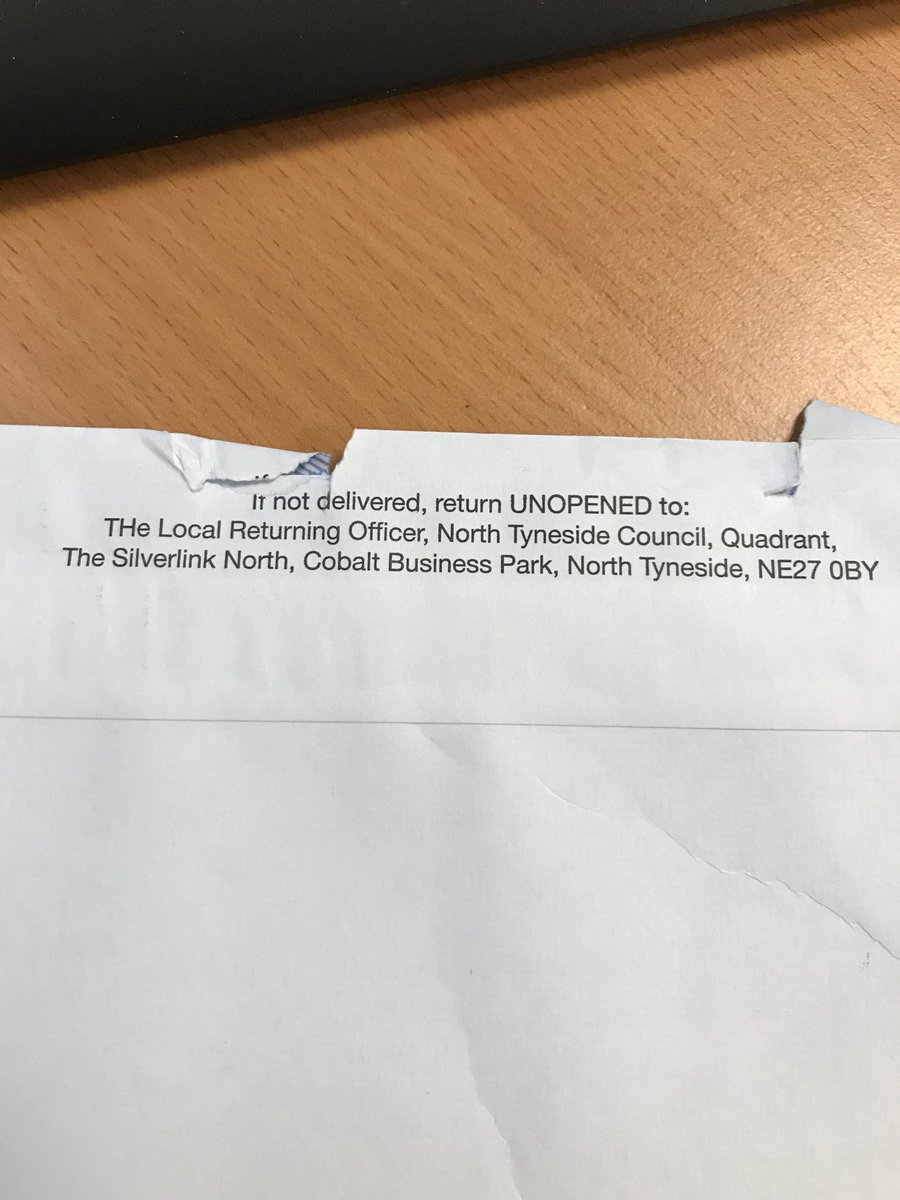 If not delivered, return UNOPENED to:
THe Local Returning Officer, North Tyneside Council, Quadrant,
The Silverlink North, Cobalt Business Park, North Tyneside, NE27 0BY